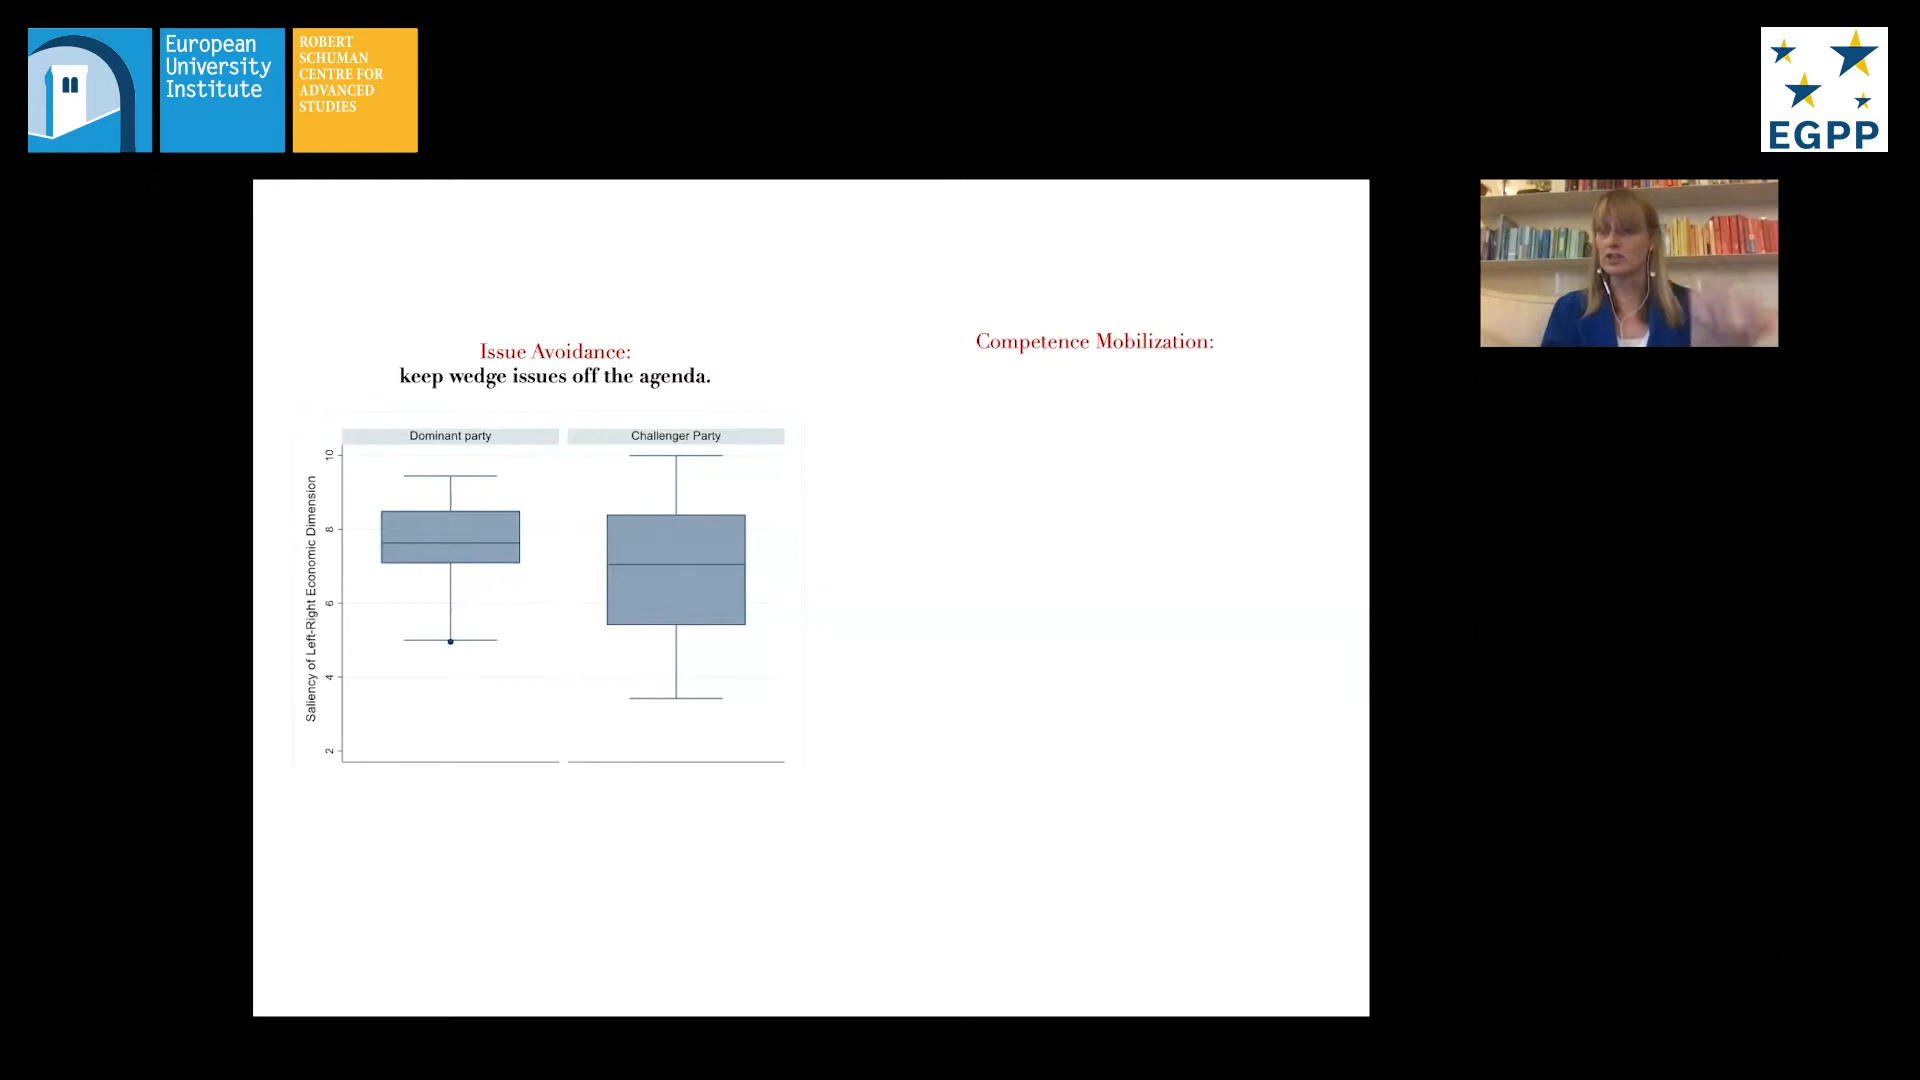 European
University
Institute
ROBERT
SCHUMAN
CENTRE FOR
ADVANCED
STUDIES
EGPP
Issue Avoidance:
keep wedge issues off the agenda.
Competence Mobilization:
Dominant party
Challenger Party
Saliency of Left-Right Economic Dimension
10
8
6
4
2